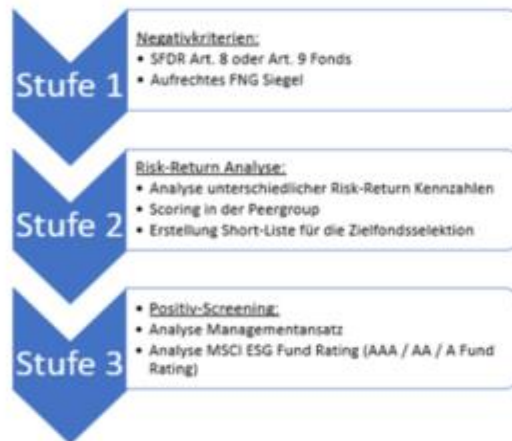 Stufe 1
Negativkriterien:
• SFDR Art. 8 oder Art. 9 Fonds
• Aufrechtes FNG Siegel
Stufe 2
Risk-Return Analyse:
• Analyse unterschiedlicher Risk-Return Kennzahlen
• Scoring in der Peergroup
• Erstellung Short-Liste für die Zielfondsselektion
Stufe 3
• Positiv-Screening:
• Analyse Managementansatz
• Analyse MSCI ESG Fund Rating (AAA / AA / A Fund
Rating)